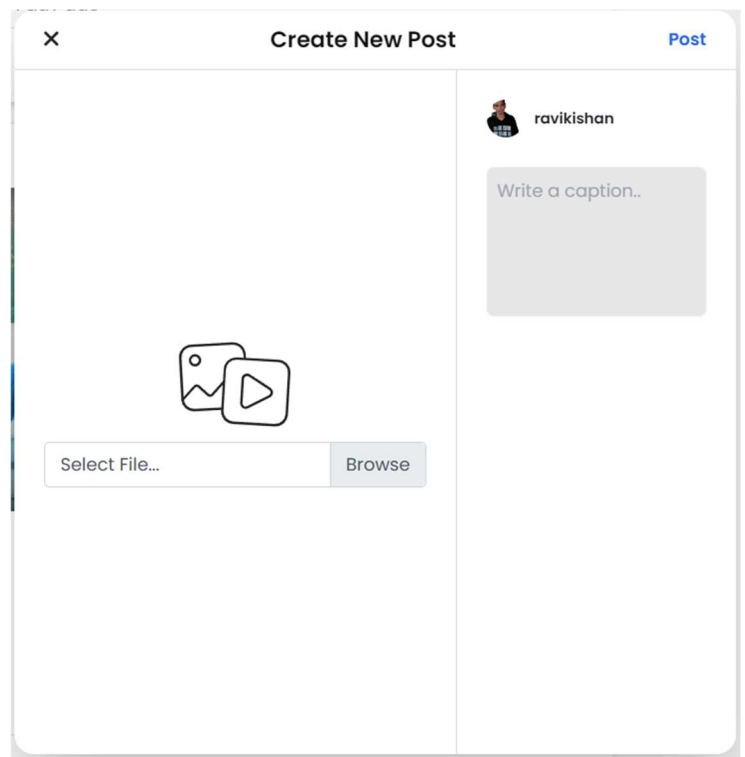 Create New Post
Post
ravikishan
Write a caption..
Select File...
Browse